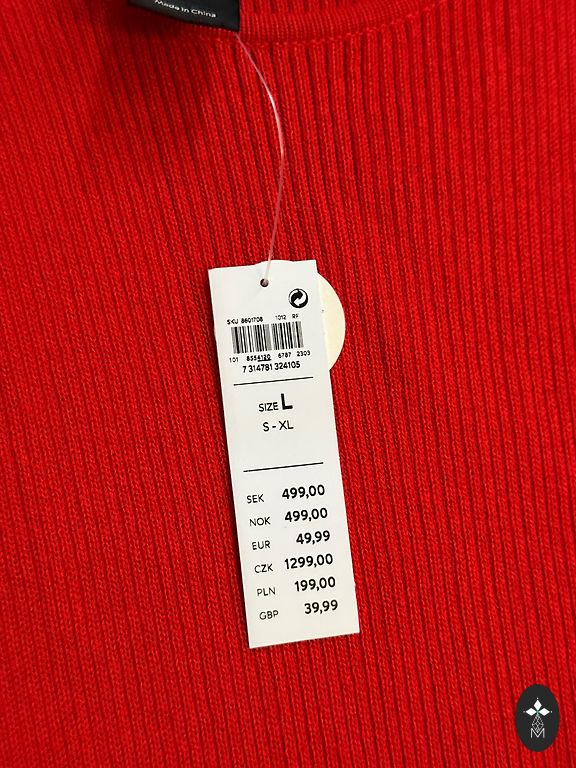 Made in China
SKU 8601708 1012 RF
101 8554120 6787 2303
7 314781 324105
SIZE L
S - XL
SEK 499,00
NOK 499,00
EUR 49,99
CZK 1299,00
PLN 199,00
GBP 39,99
M